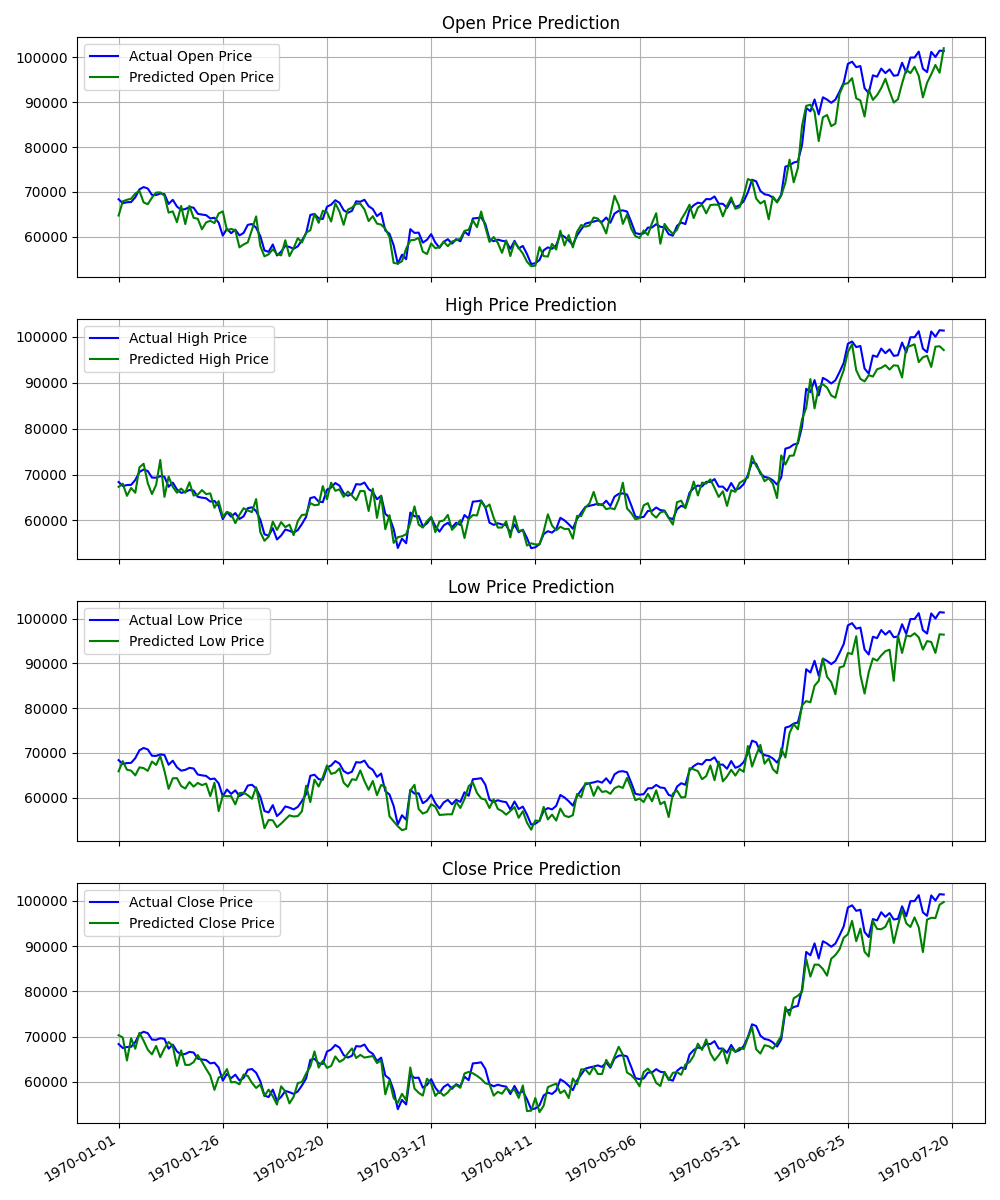 Open Price Prediction
100000
90000
80000
70000
60000
Actual Open Price
Predicted Open Price
High Price Prediction
100000
90000
80000
70000
60000
Actual High Price
Predicted High Price
Low Price Prediction
100000
90000
80000
70000
60000
Actual Low Price
Predicted Low Price
Close Price Prediction
100000
90000
80000
70000
60000
Actual Close Price
Predicted Close Price
1970-01-01
1970-01-26
1970-02-20
1970-03-17
1970-04-11
1970-05-06
1970-05-31
1970-06-25
1970-07-20